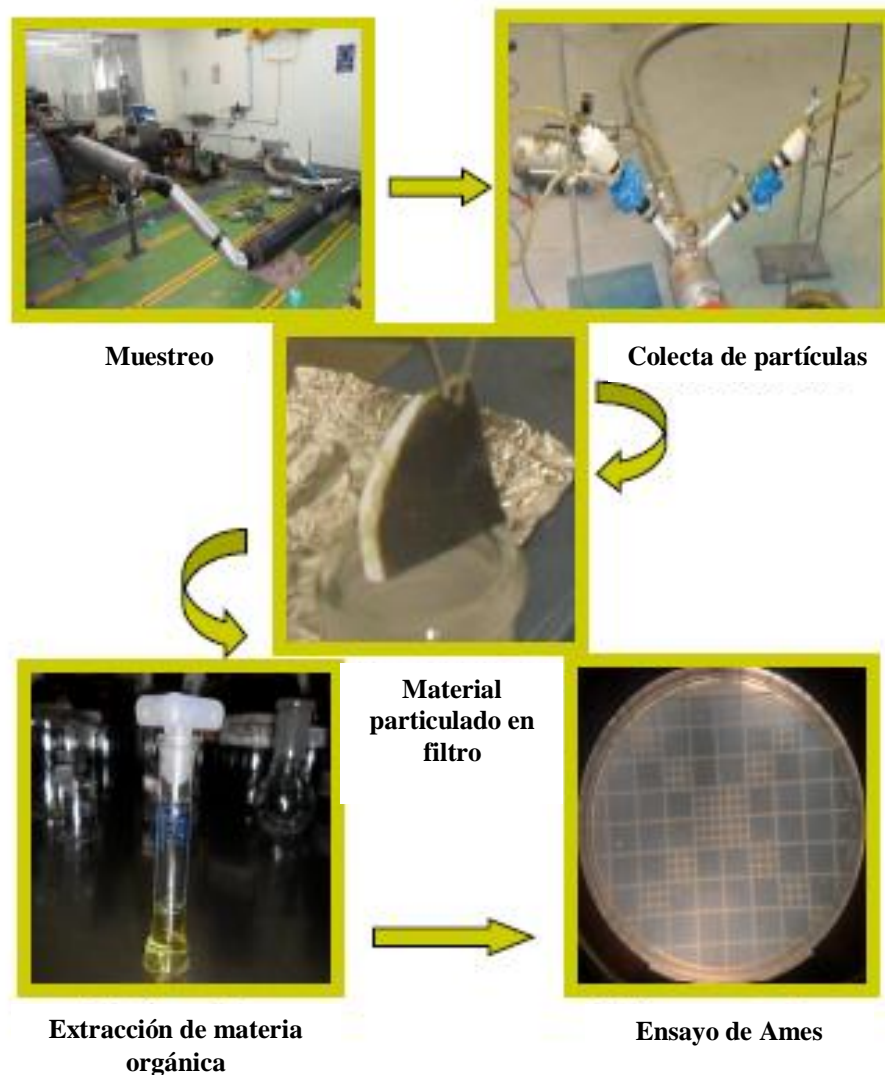 Muestreo
Colecta de partículas
Material
particulado en
filtro
Extracción de materia
orgánica
Ensayo de Ames